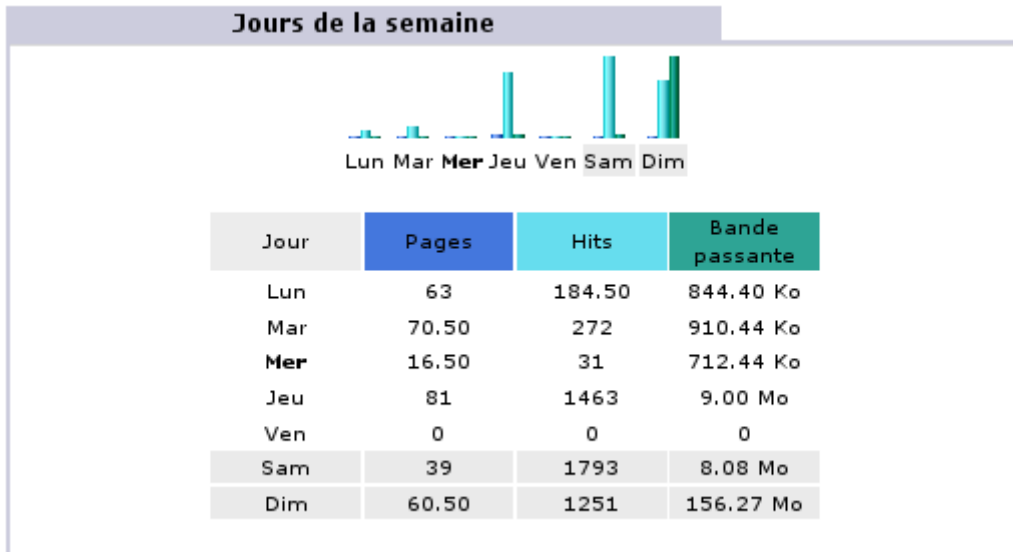 Jours de la semaine
Lun Mar Mer Jeu Ven Sam Dim
Jour Pages Hits Bande passante
Lun 63 184.50 844.40 Ko
Mar 70.50 272 910.44 Ko
Mer 16.50 31 712.44 Ko
Jeu 81 1463 9.00 Mo
Ven 0 0 0
Sam 39 1793 8.08 Mo
Dim 60.50 1251 156.27 Mo